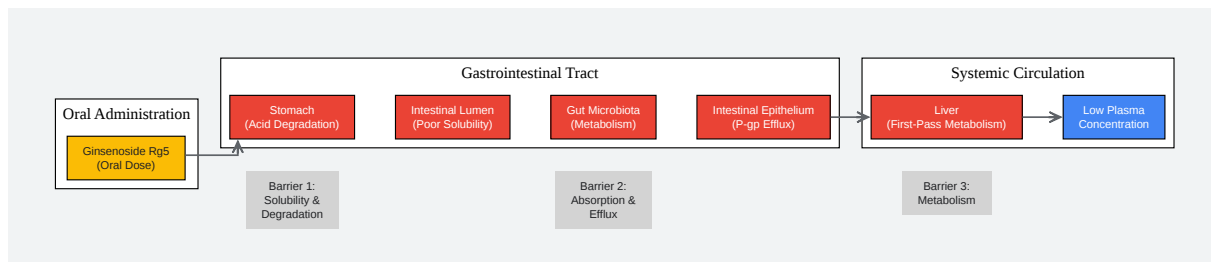 Oral Administration
Ginsenoside Rg5
(Oral Dose)
Gastrointestinal Tract
Stomach
(Acid Degradation)
Intestinal Lumen
(Poor Solubility)
Gut Microbiota
(Metabolism)
Intestinal Epithelium
(P-gp Efflux)
Systemic Circulation
Liver
(First-Pass Metabolism)
Low Plasma
Concentration
Barrier 1:
Solubility &
Degradation
Barrier 2:
Absorption &
Efflux
Barrier 3:
Metabolism